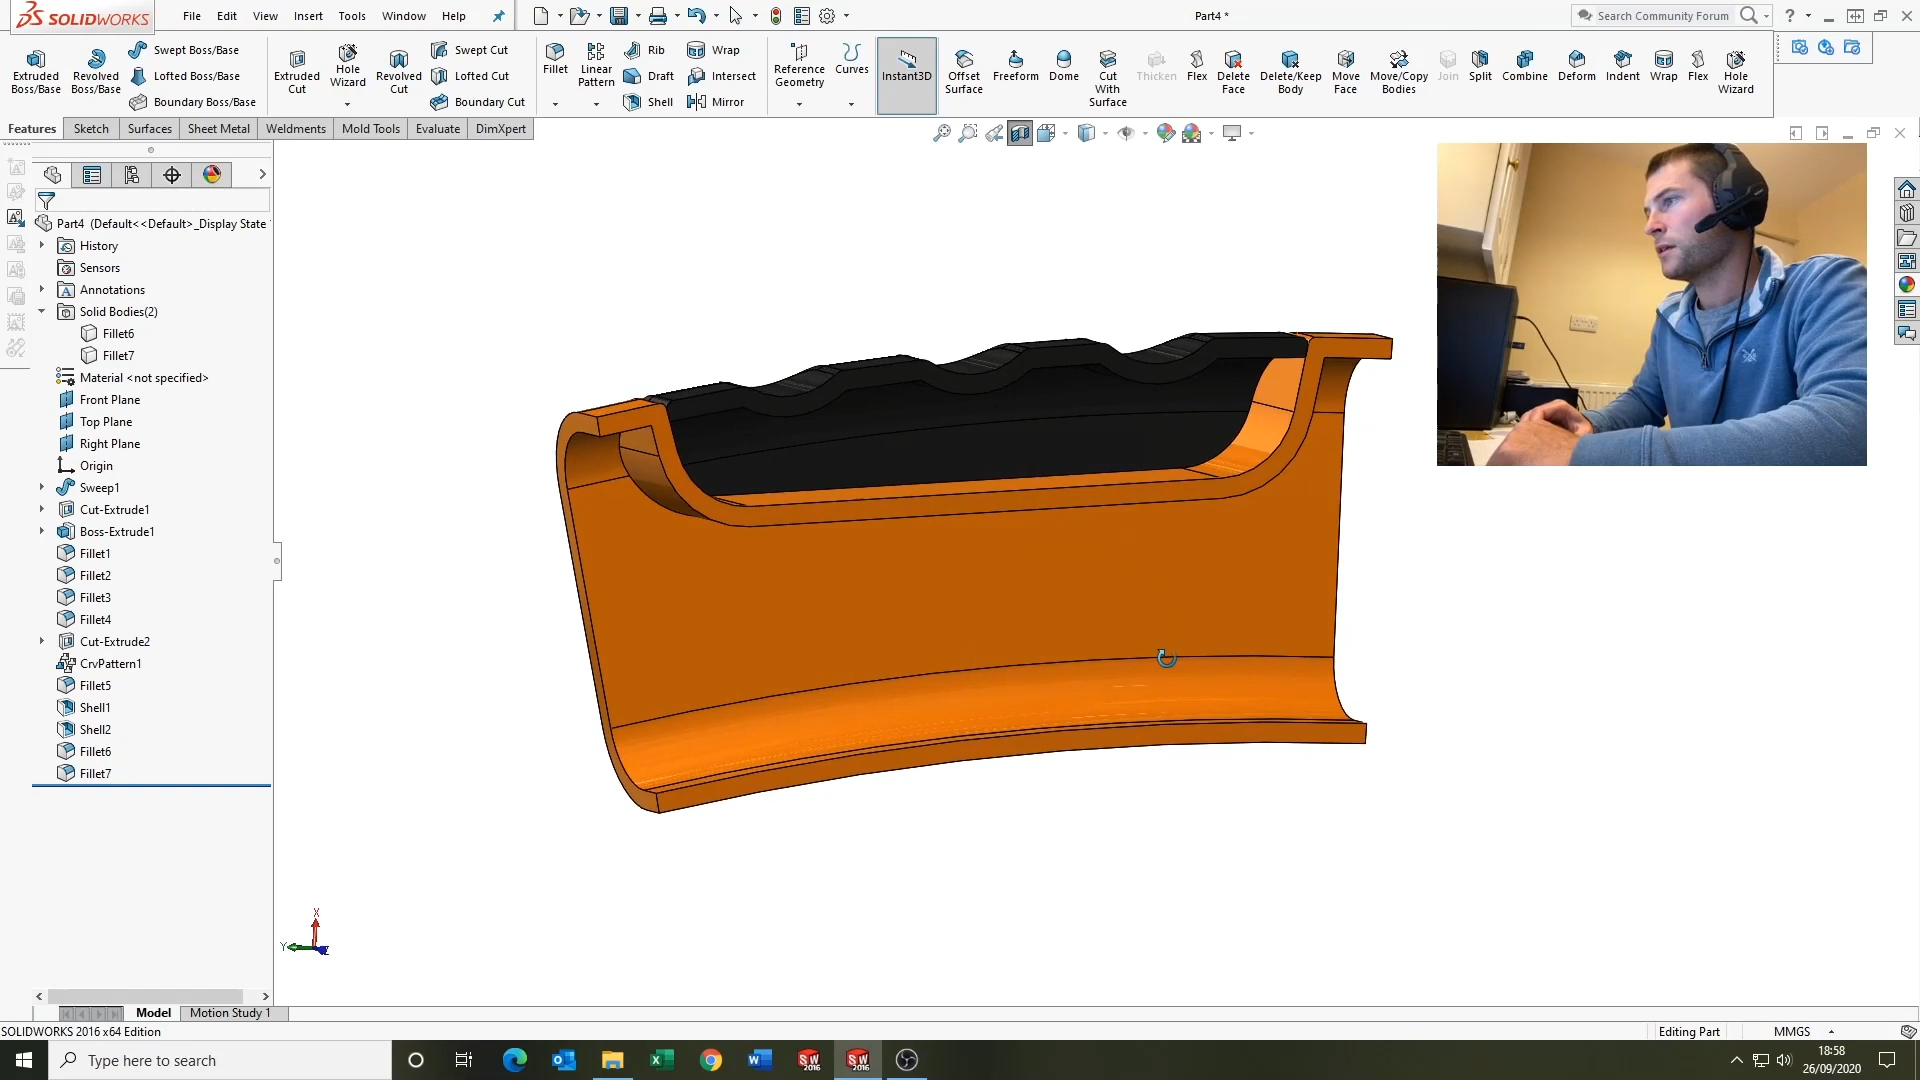 SOLIDWORKS File Edit View Insert Tools Window Help Part4 * Search Community Forum
Extruded Boss/Base
Revolved Boss/Base
Swept Boss/Base
Lofted Boss/Base
Boundary Boss/Base
Extruded Cut
Hole Wizard
Revolved Cut
Swept Cut
Lofted Cut
Boundary Cut
Fillet
Linear Pattern
Rib
Draft
Shell
Wrap
Intersect
Mirror
Reference Geometry
Curves
Instant3D
Offset Surface
Freeform
Dome
Cut With Surface
Thicken
Flex
Delete Face
Delete/Keep Body
Move Face
Move/Copy Bodies
Join
Split
Combine
Deform
Indent
Wrap
Flex
Hole Wizard
Features Sketch Surfaces Sheet Metal Weldments Mold Tools Evaluate DimXpert
Part4 (Default<<Default>_Display State
History
Sensors
Annotations
Solid Bodies(2)
Fillet6
Fillet7
Material <not specified>
Front Plane
Top Plane
Right Plane
Origin
Sweep1
Cut-Extrude1
Boss-Extrude1
Fillet1
Fillet2
Fillet3
Fillet4
Cut-Extrude2
CrvPattern1
Fillet5
Shell1
Shell2
Fillet6
Fillet7
X
Y
Z
Model Motion Study 1
SOLIDWORKS 2016 x64 Edition Editing Part MMGS
Type here to search
18:58
26/09/2020